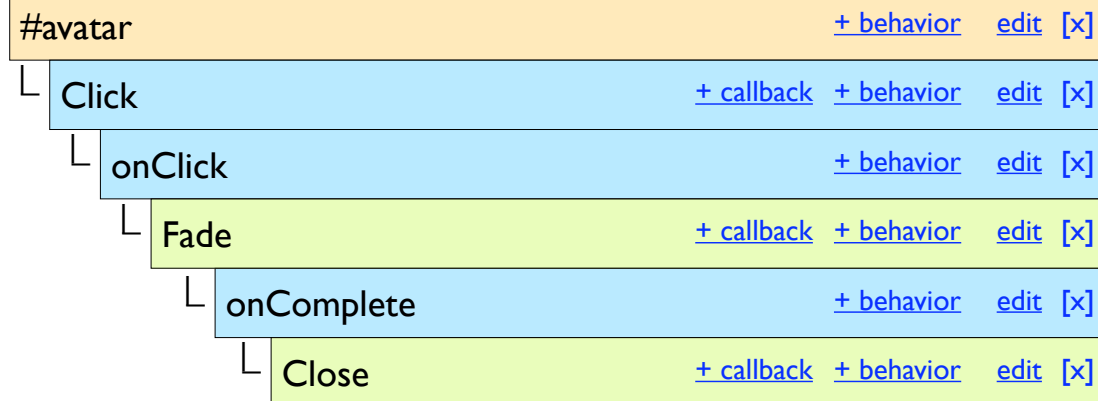 #avatar + behavior edit [x]
Click + callback + behavior edit [x]
onClick + behavior edit [x]
Fade + callback + behavior edit [x]
onComplete + behavior edit [x]
Close + callback + behavior edit [x]